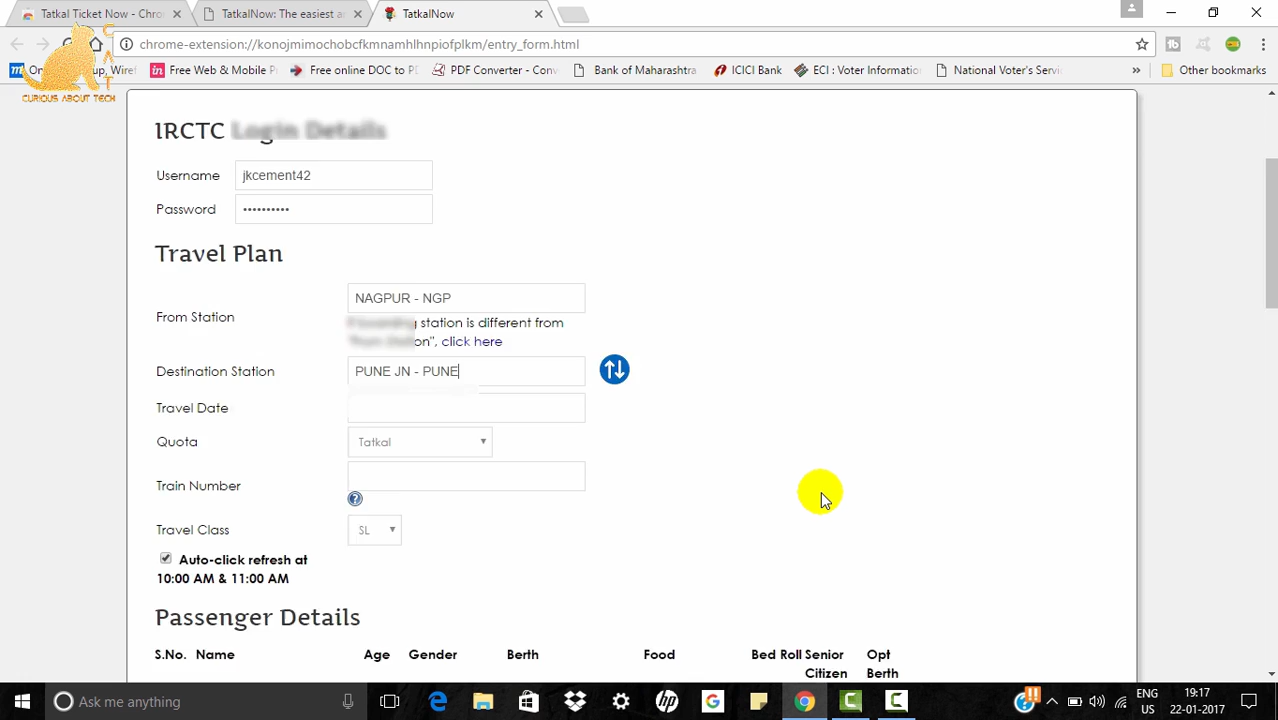 Tatkal Ticket Now - Chro
TatkalNow: The easiest a
TatkalNow
chrome-extension://konojmimochobcfkmnamhlhnpiofplkm/entry_form.html
Free Web & Mobile P
Free online DOC to PD
PDF Converter - Conv
Bank of Maharashtra
ICICI Bank
ECI : Voter Information
National Voter's Servi
»
Other bookmarks
CURIOUS ABOUT TECH
IRCTC Login Details
Username jkcement42
Password ••••••••••
Travel Plan
NAGPUR - NGP
From Station
station is different from
click here
Destination Station PUNE JN - PUNE
Travel Date
Quota Tatkal
Train Number
?
Travel Class SL
Auto-click refresh at
10:00 AM & 11:00 AM
Passenger Details
S.No. Name Age Gender Berth Food Bed Roll Senior Opt
Citizen Berth
Ask me anything
ENG 19:17
US 22-01-2017